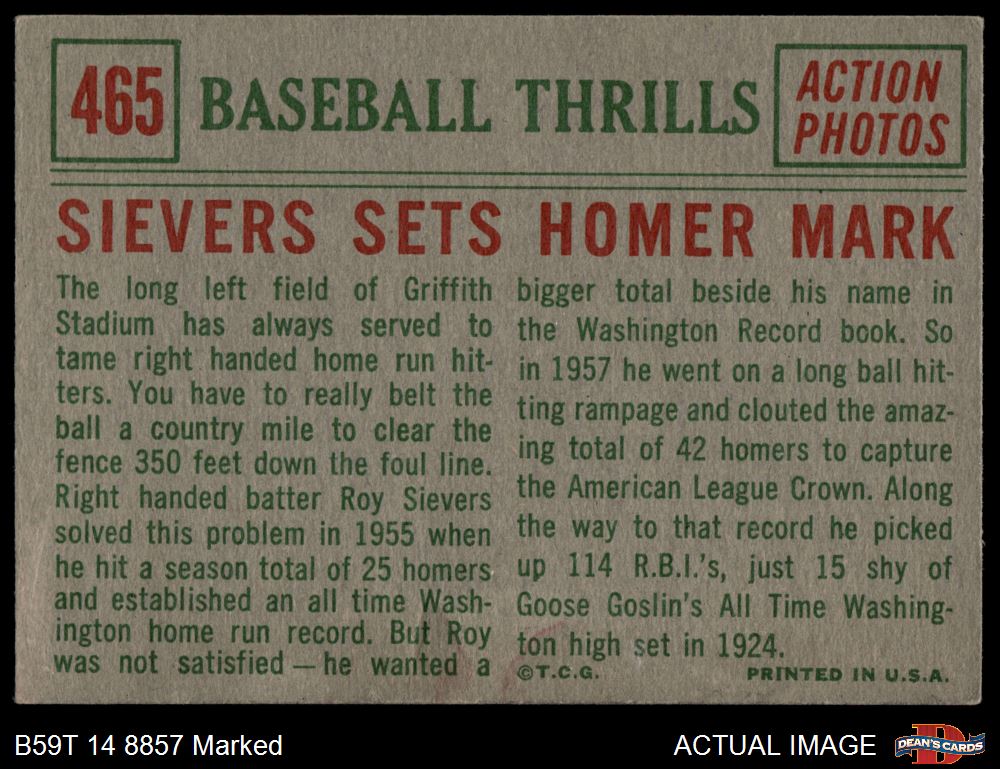 465
BASEBALL THRILLS
ACTION
PHOTOS
SIEVERS SETS HOMER MARK
The long left field of Griffith
Stadium has always served to
tame right handed home run hit-
ters. You have to really belt the
ball a country mile to clear the
fence 350 feet down the foul line.
Right handed batter Roy Sievers
solved this problem in 1955 when
he hit a season total of 25 homers
and established an all time Wash-
ington home run record. But Roy
was not satisfied — he wanted a
bigger total beside his name in
the Washington Record book. So
in 1957 he went on a long ball hit-
ting rampage and clouted the amaz-
ing total of 42 homers to capture
the American League Crown. Along
the way to that record he picked
up 114 R.B.I.'s, just 15 shy of
Goose Goslin's All Time Washing-
ton high set in 1924.
©T.C.G. PRINTED IN U.S.A.
B59T 14 8857 Marked
ACTUAL IMAGE
DEAN'S CARDS